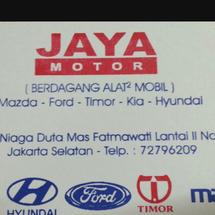 JAYA
MOTOR
( BERDAGANG ALAT² MOBIL )
Mazda - Ford - Timor - Kia - Hyundai
Niaga Duta Mas Fatmawati Lantai II
Jakarta Selatan - Telp. : 72796209
HYUNDAI
Ford
TIMOR